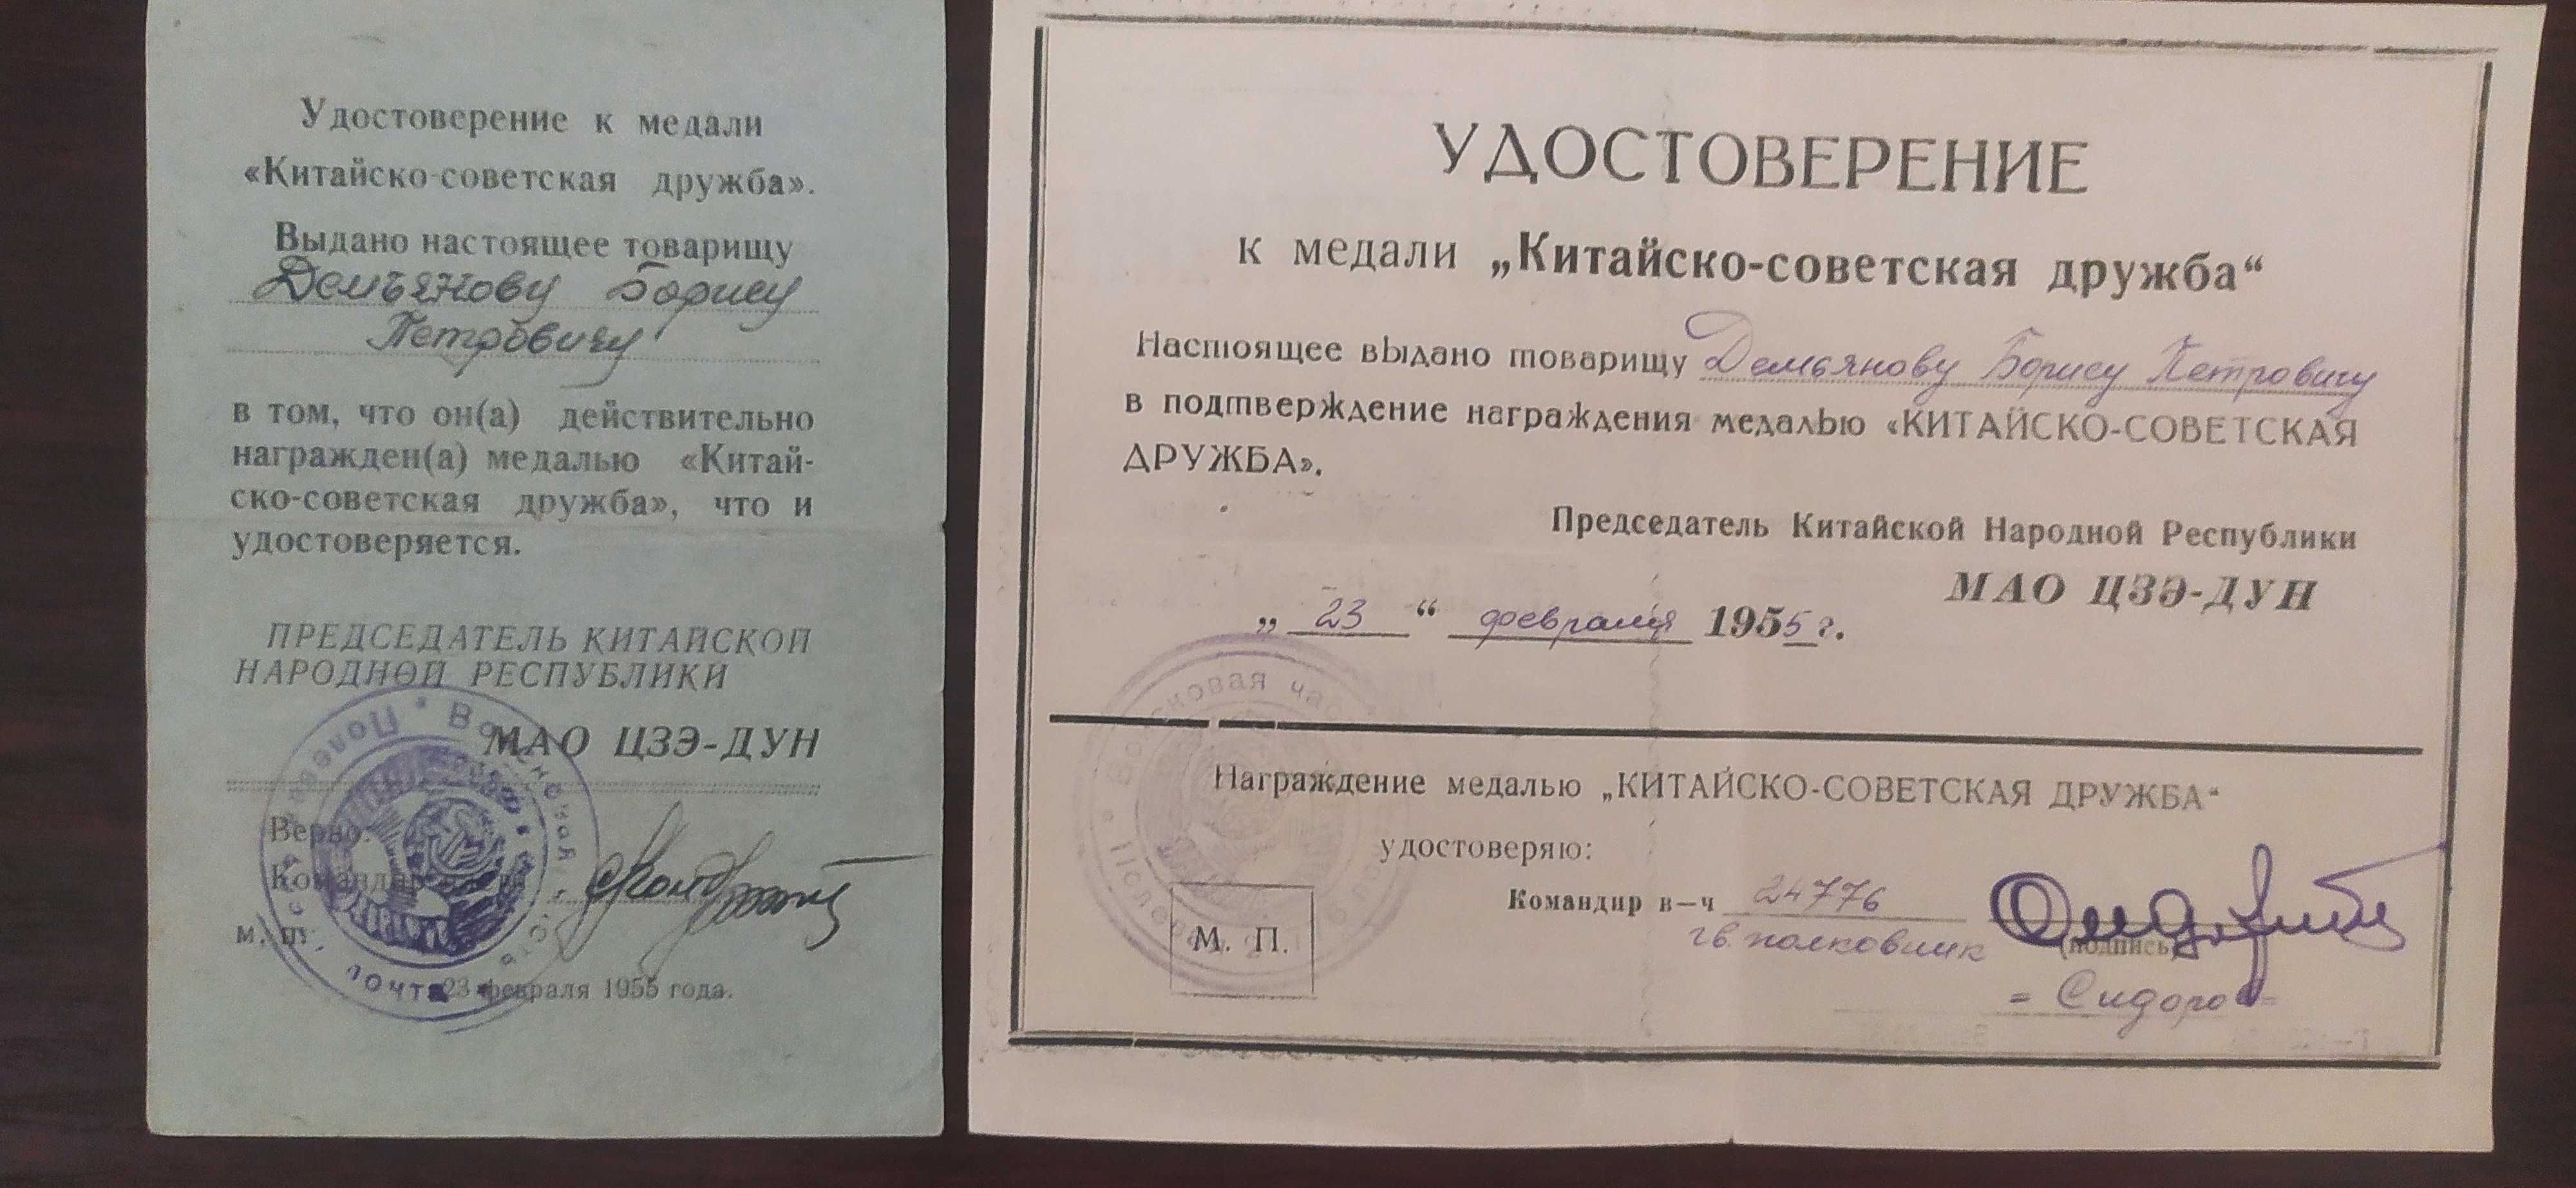 Удостоверение к медали
«Китайско-советская дружба».
Выдано настоящее товарищу
Демьянову Борису
Петровичу
в том, что он(а) действительно
награжден(а) медалью «Китай-
ско-советская дружба», что и
удостоверяется.
ПРЕДСЕДАТЕЛЬ КИТАЙСКОЙ
НАРОДНОЙ РЕСПУБЛИКИ
МАО ЦЗЭ-ДУН
Верно:
Командир
м. п.
23 февраля 1955 года.
УДОСТОВЕРЕНИЕ
к медали „Китайско-советская дружба“
Настоящее выдано товарищу Демьянову Борису Петровичу
в подтверждение награждения медалью «КИТАЙСКО-СОВЕТСКАЯ
ДРУЖБА».
Председатель Китайской Народной Республики
МАО ЦЗЭ-ДУН
„ 23 “ февраля 1955 г.
Награждение медалью „КИТАЙСКО-СОВЕТСКАЯ ДРУЖБА“
удостоверяю:
Командир в—ч 24776
гв. полковник
(подпись)
М. П.
= Сидоров =